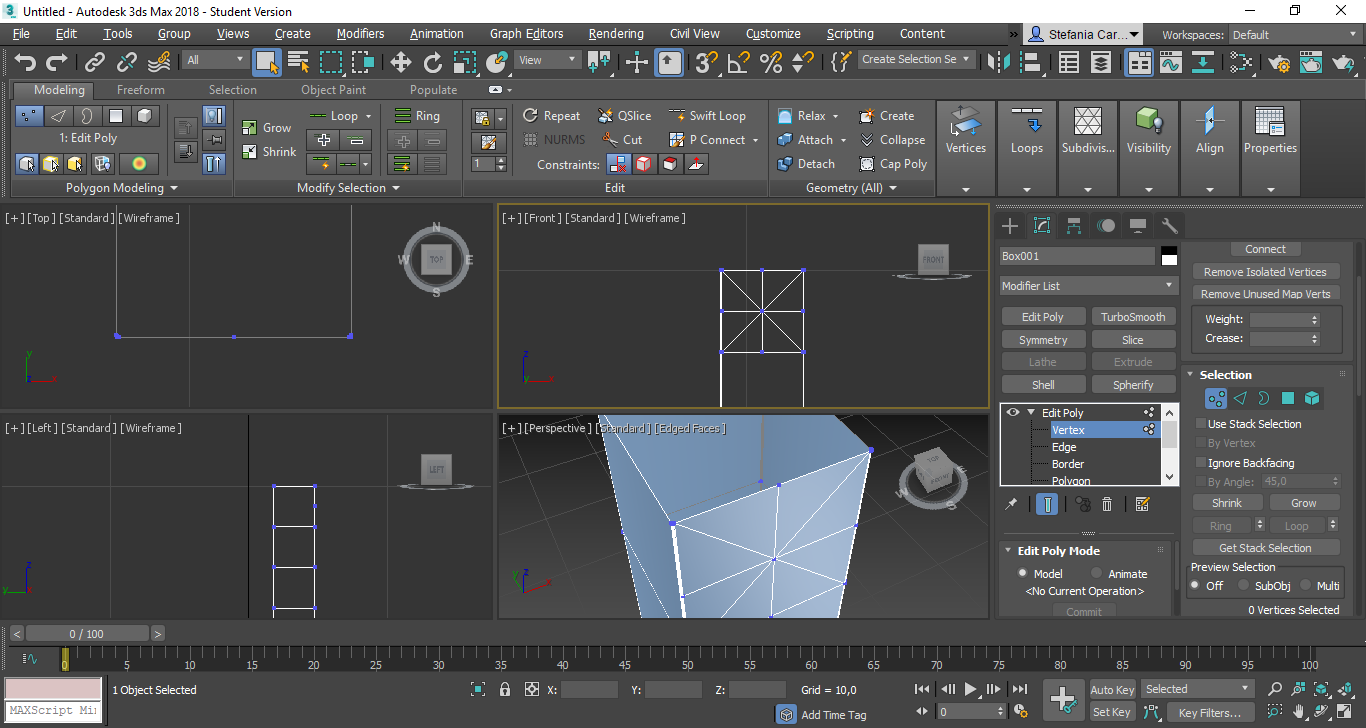 Untitled - Autodesk 3ds Max 2018 - Student Version
File Edit Tools Group Views Create Modifiers Animation Graph Editors Rendering Civil View Customize Scripting Content » Stefania Car... Workspaces: Default
All View Create Selection Se
Modeling Freeform Selection Object Paint Populate
Loop Ring Repeat QSlice Swift Loop Relax Create
1: Edit Poly Grow NURMS Cut P Connect Attach Collapse Vertices Loops Subdivis... Visibility Align Properties
Shrink 1 Constraints: Detach Cap Poly
Polygon Modeling Modify Selection Edit Geometry (All)
[+] [Top] [Standard] [Wireframe]
N W E S TOP
y z x
[+] [Front] [Standard] [Wireframe]
FRONT
z y x
[+] [Left] [Standard] [Wireframe]
LEFT
z y
[+] [Perspective] [Standard] [Edged Faces]
TOP W E S
z y x
Box001
Modifier List
Edit Poly TurboSmooth
Symmetry Slice
Lathe Extrude
Shell Spherify
Edit Poly
Vertex
Edge
Border
Polygon
Edit Poly Mode
Model Animate
<No Current Operation>
Commit
Connect
Remove Isolated Vertices
Remove Unused Map Verts
Weight:
Crease:
Selection
Use Stack Selection
By Vertex
Ignore Backfacing
By Angle: 45,0
Shrink Grow
Ring Loop
Get Stack Selection
Preview Selection
Off SubObj Multi
0 Vertices Selected
< 0 / 100 >
0 5 10 15 20 25 30 35 40 45 50 55 60 65 70 75 80 85 90 95 100
1 Object Selected X: Y: Z: Grid = 10,0 Auto Key Selected
MAXScript Mi Add Time Tag 0 Set Key Key Filters...